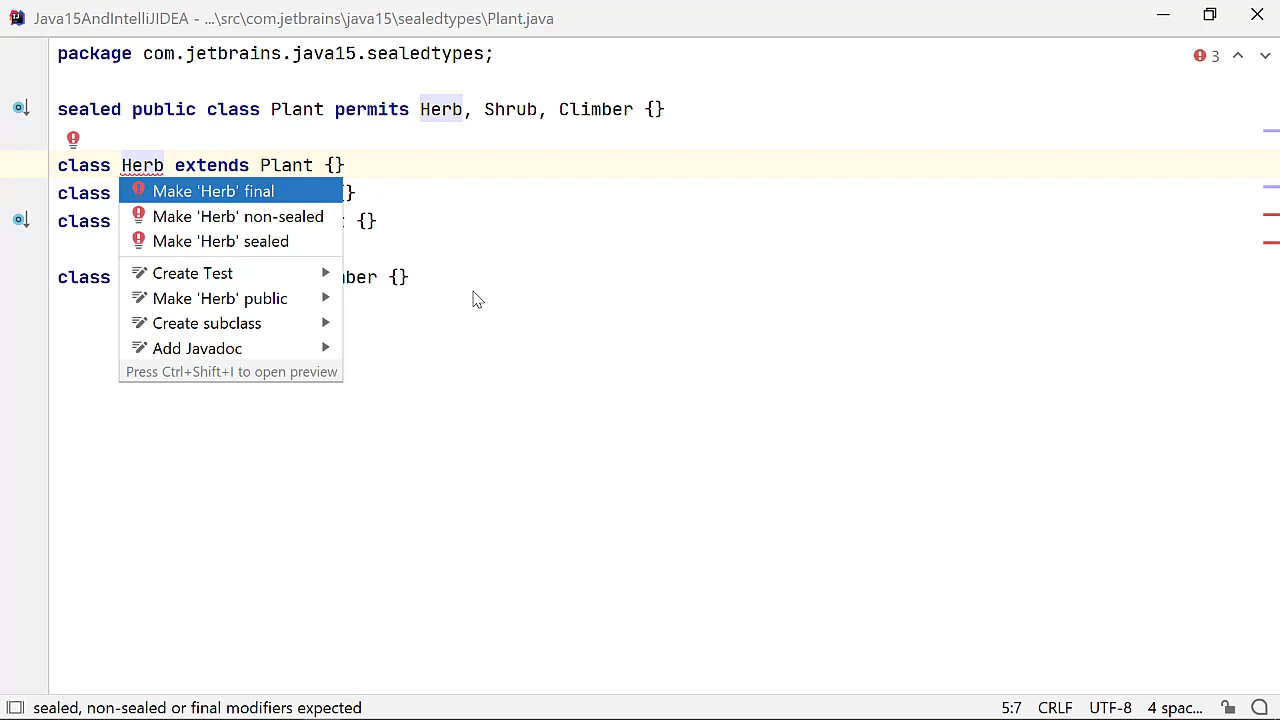 Java15AndIntelliJIDEA - ...\src\com.jetbrains\java15\sealedtypes\Plant.java
package com.jetbrains.java15.sealedtypes;
3
sealed public class Plant permits Herb, Shrub, Climber {}
class Herb extends Plant {}
class {}
class {}
class mber {}
Make 'Herb' final
Make 'Herb' non-sealed
Make 'Herb' sealed
Create Test
Make 'Herb' public
Create subclass
Add Javadoc
Press Ctrl+Shift+I to open preview
sealed, non-sealed or final modifiers expected 5:7 CRLF UTF-8 4 spac...